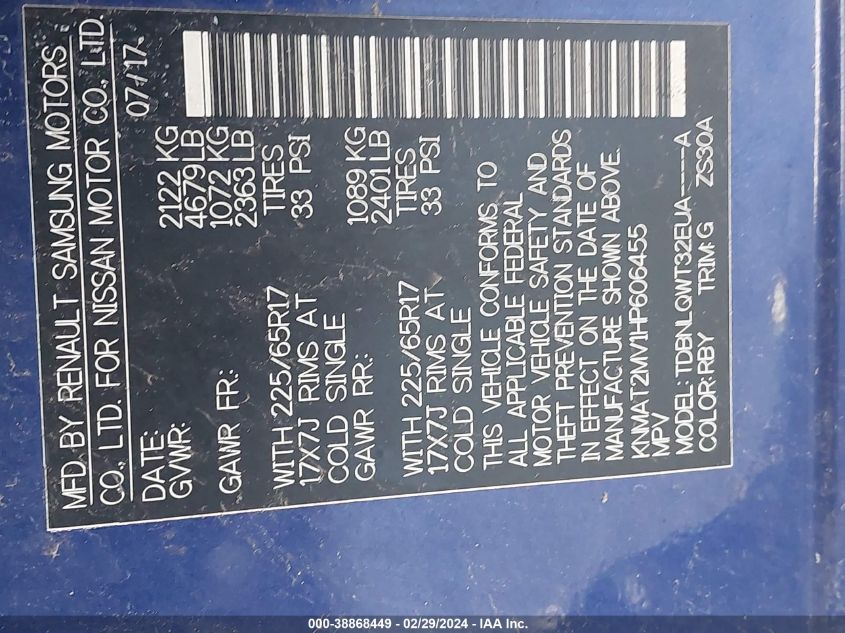 MFD. BY RENAULT SAMSUNG MOTORS
CO., LTD. FOR NISSAN MOTOR CO., LTD.
DATE: 07/17
GVWR: 2122 KG
4679 LB
GAWR FR.: 1072 KG
2363 LB
WITH 225/65R17 TIRES
17X7J RIMS AT 33 PSI
COLD SINGLE
GAWR RR.: 1089 KG
2401 LB
WITH 225/65R17 TIRES
17X7J RIMS AT 33 PSI
COLD SINGLE
THIS VEHICLE CONFORMS TO
ALL APPLICABLE FEDERAL
MOTOR VEHICLE SAFETY AND
THEFT PREVENTION STANDARDS
IN EFFECT ON THE DATE OF
MANUFACTURE SHOWN ABOVE.
KNMAT2MV1HP606455
MPV
MODEL: TDBNLQWT32EUA-----A
COLOR: RBY TRIM: G ZS30A
000-38868449 - 02/29/2024 - IAA Inc.